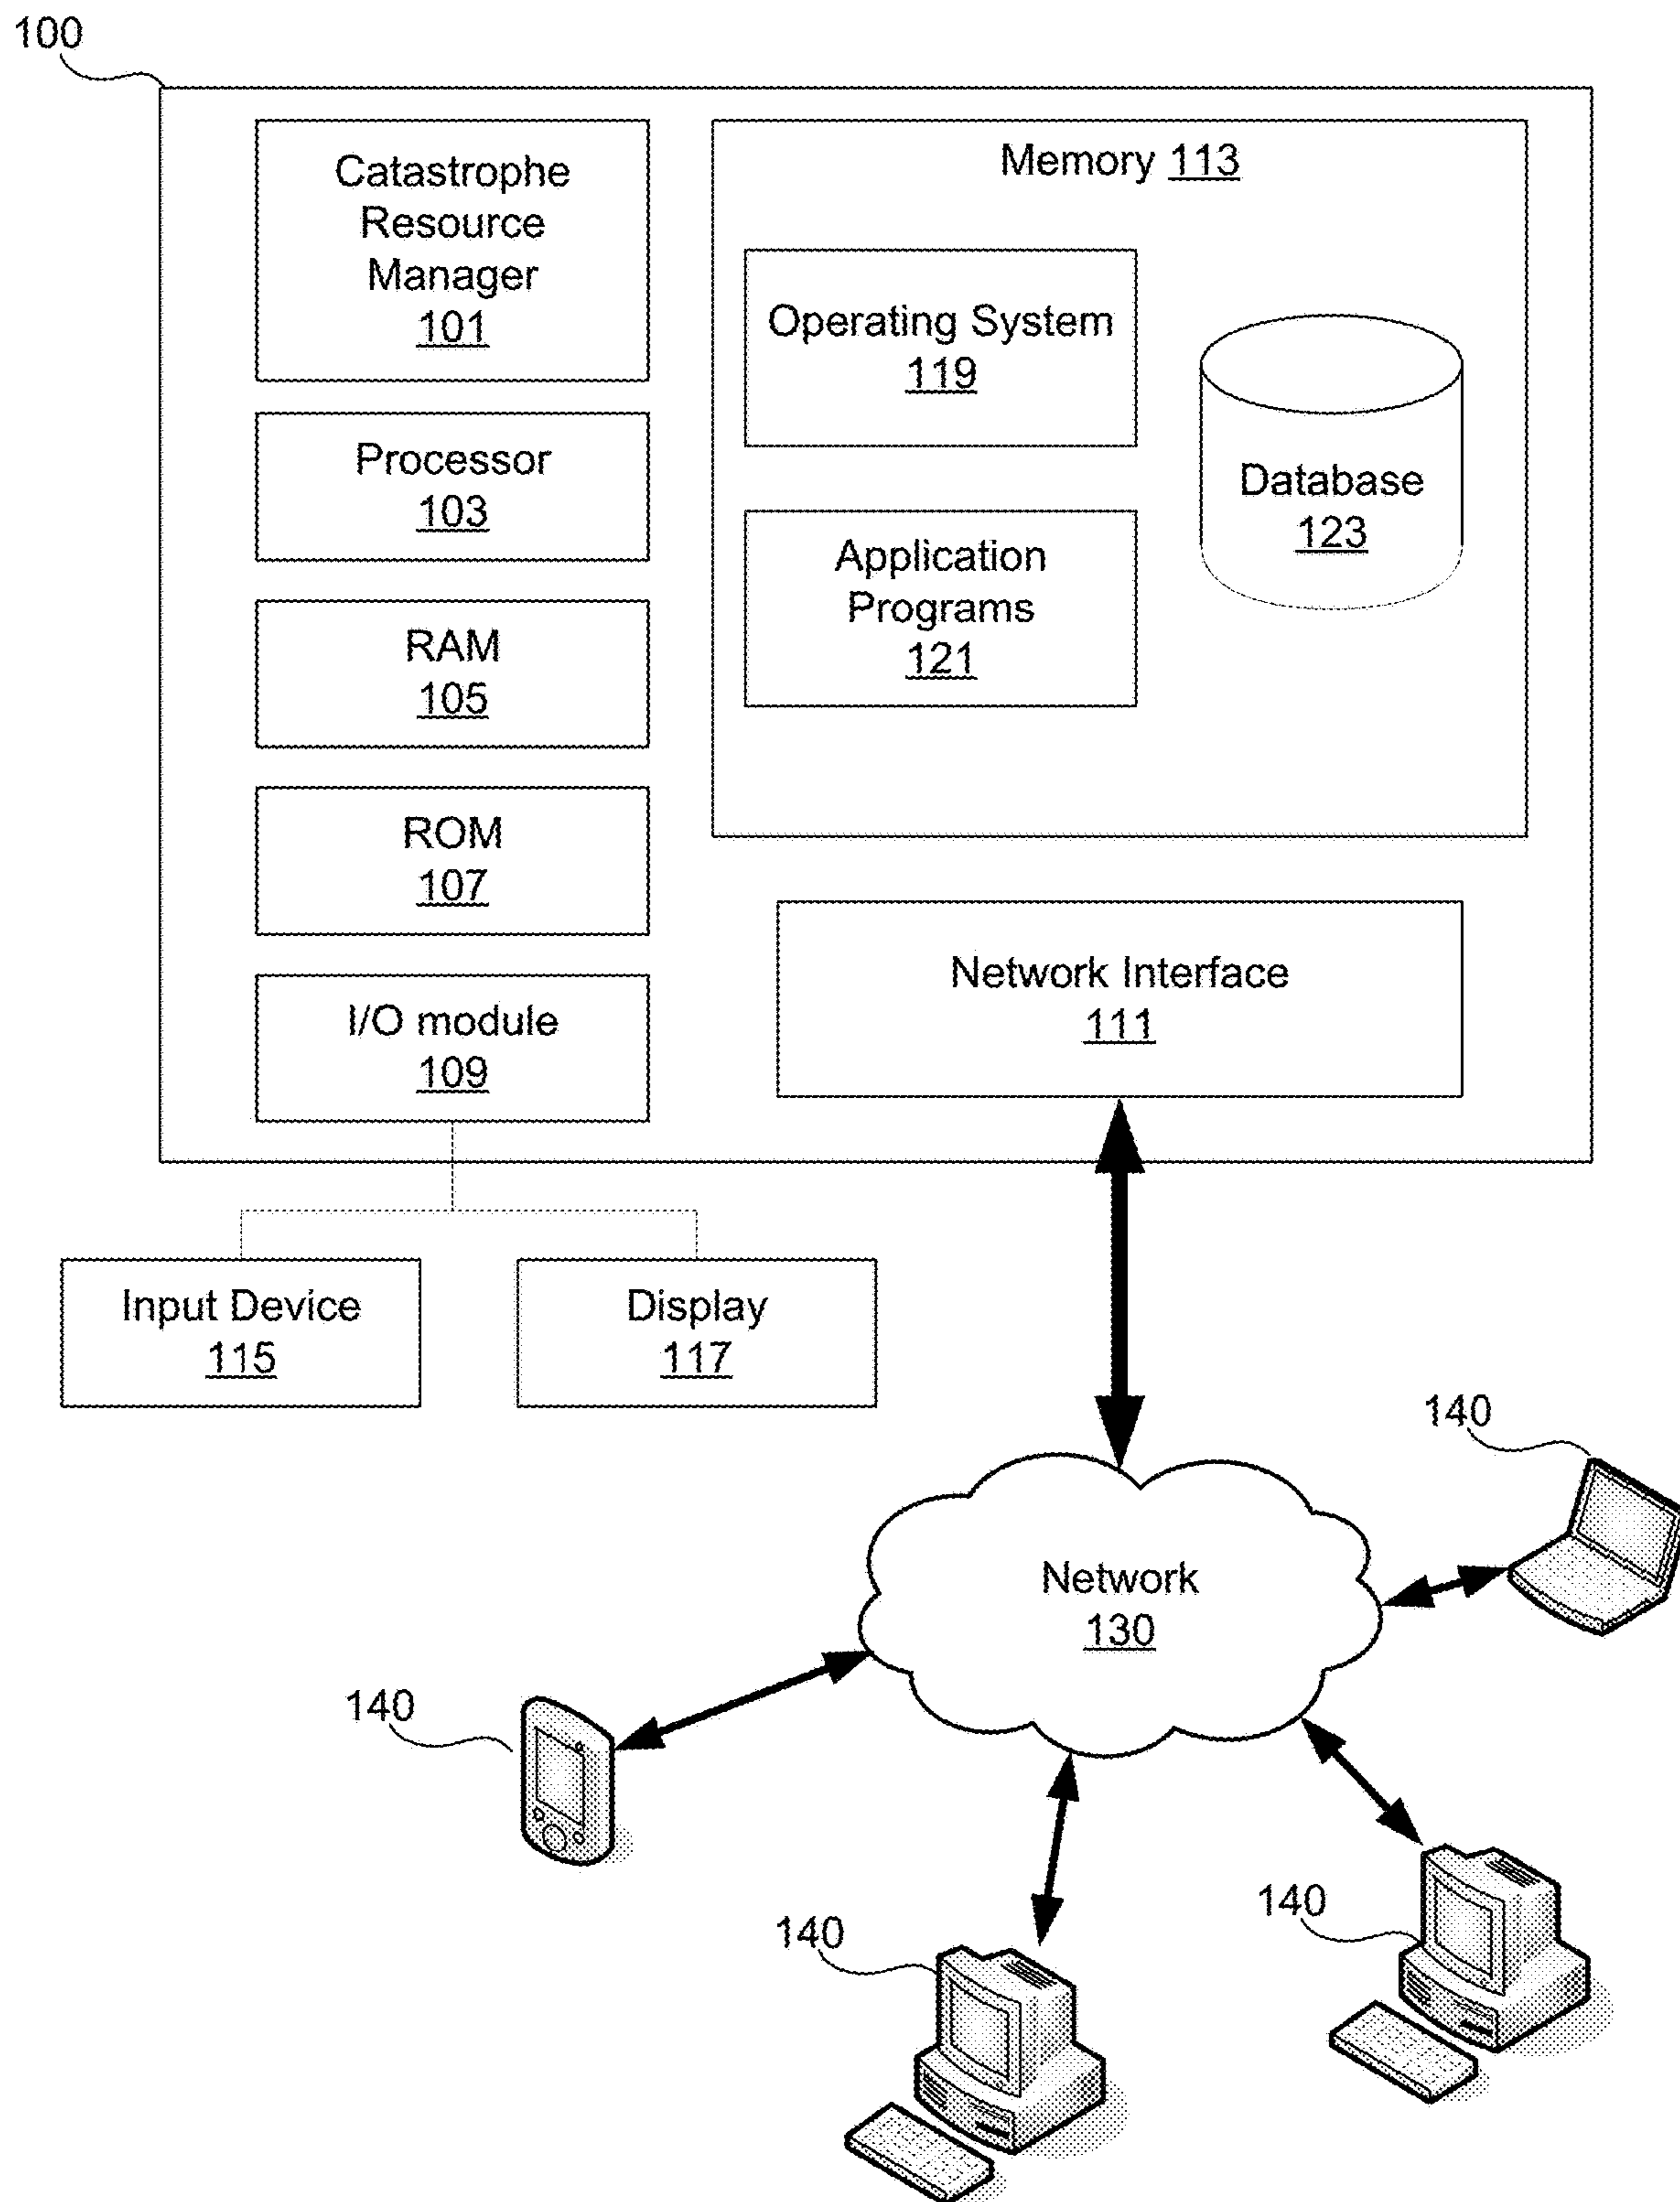 100
Catastrophe
Resource
Manager
101
Processor
103
RAM
105
ROM
107
I/O module
109
Memory 113
Operating System
119
Application
Programs
121
Database
123
Network Interface
111
Input Device
115
Display
117
Network
130
140
140
140
140